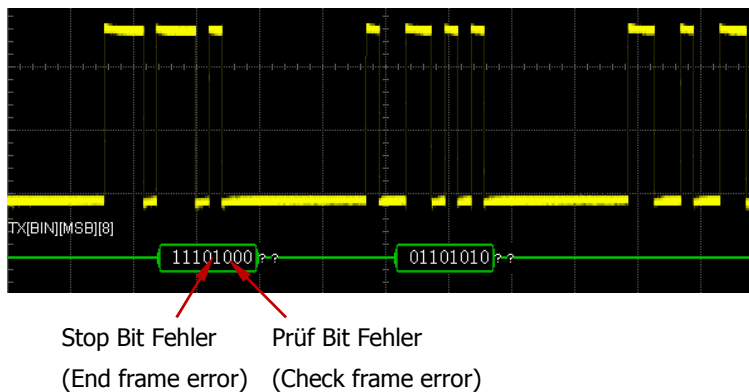 TX[BIN][MSB][8]
11101000 ? ? 01101010 ? ?
Stop Bit Fehler Prüf Bit Fehler
(End frame error) (Check frame error)